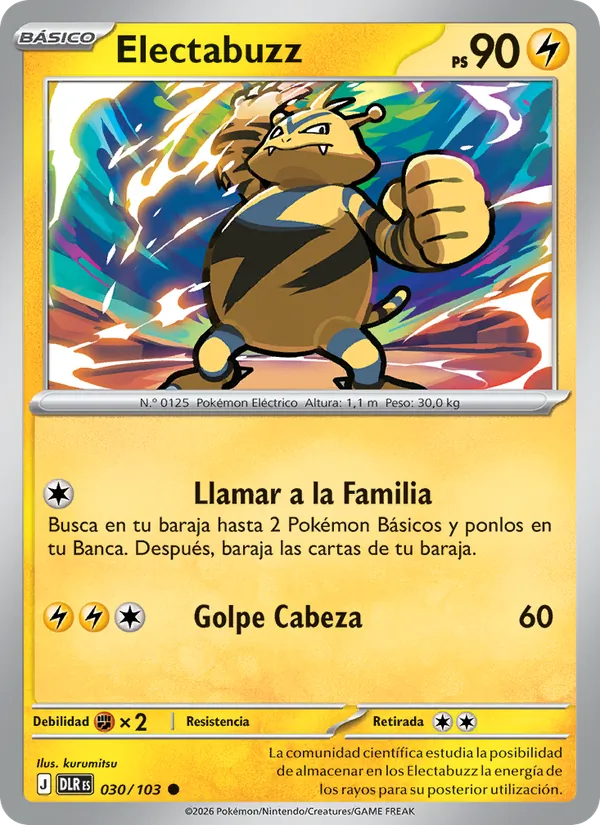 BÁSICO
Electabuzz
PS 90
N.º 0125 Pokémon Eléctrico Altura: 1,1 m Peso: 30,0 kg
Llamar a la Familia
Busca en tu baraja hasta 2 Pokémon Básicos y ponlos en
tu Banca. Después, baraja las cartas de tu baraja.
Golpe Cabeza 60
Debilidad ×2 Resistencia Retirada
Ilus. kurumitsu
J DLR ES 030/103
La comunidad científica estudia la posibilidad
de almacenar en los Electabuzz la energía de
los rayos para su posterior utilización.
©2026 Pokémon/Nintendo/Creatures/GAME FREAK